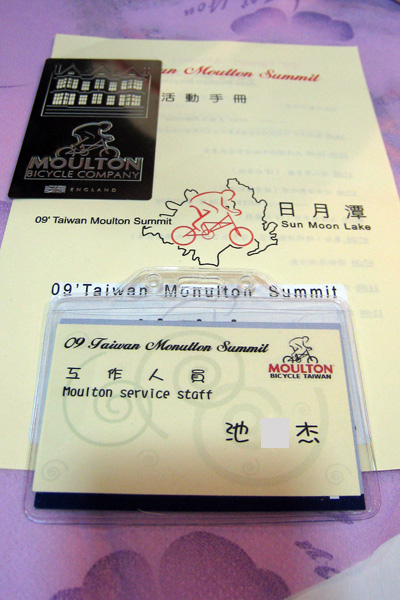 wan Moulton Summit
活動手冊
MOULTON
BICYCLE COMPANY
ENGLAND
09' Taiwan Moulton Summit
日月潭
Sun Moon Lake
09'Taiwan Monulton Summit
09 Taiwan Monulton Summit
MOULTON
BICYCLE TAIWAN
工作人員
Moulton service staff
池 杰